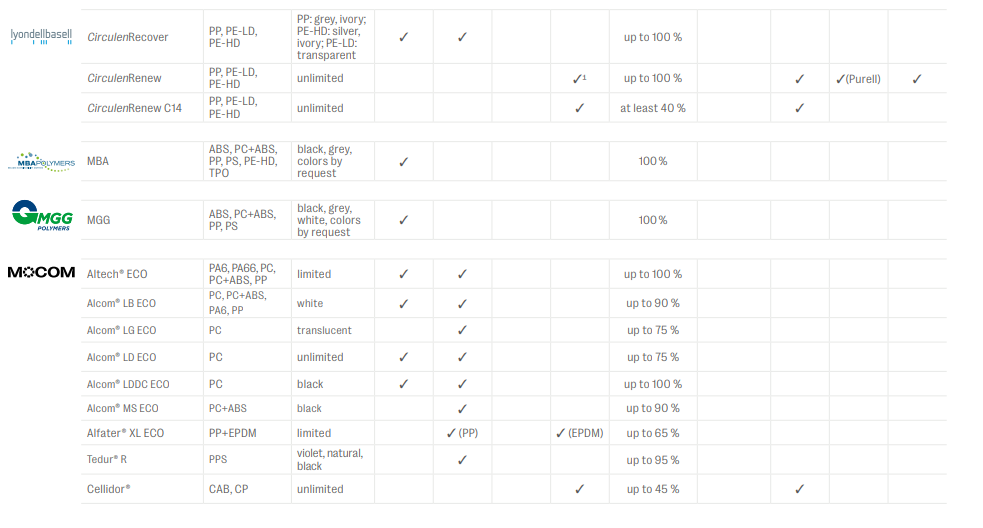 lyondellbasell
CirculenRecover PP, PE-LD, PE-HD PP: grey, ivory; PE-HD: silver, ivory; PE-LD: transparent ✓ ✓ up to 100 %
CirculenRenew PP, PE-LD, PE-HD unlimited ✓¹ up to 100 % ✓ ✓(Purell) ✓
CirculenRenew C14 PP, PE-LD, PE-HD unlimited ✓ at least 40 % ✓
MBAPOLYMERS
MBA ABS, PC+ABS, PP, PS, PE-HD, TPO black, grey, colors by request ✓ 100 %
MGG POLYMERS
MGG ABS, PC+ABS, PP, PS black, grey, white, colors by request ✓ 100 %
MOCOM
Altech® ECO PA6, PA66, PC, PC+ABS, PP limited ✓ ✓ up to 100 %
Alcom® LB ECO PC, PC+ABS, PA6, PP white ✓ ✓ up to 90 %
Alcom® LG ECO PC translucent ✓ up to 75 %
Alcom® LD ECO PC unlimited ✓ ✓ up to 75 %
Alcom® LDDC ECO PC black ✓ ✓ up to 100 %
Alcom® MS ECO PC+ABS black ✓ up to 90 %
Alfater® XL ECO PP+EPDM limited ✓ (PP) ✓ (EPDM) up to 65 %
Tedur® R PPS violet, natural, black ✓ up to 95 %
Cellidor® CAB, CP unlimited ✓ up to 45 % ✓